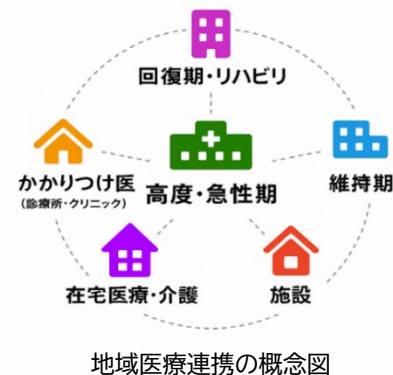 回復期・リハビリ
かかりつけ医
(診療所・クリニック)
高度・急性期
維持期
在宅医療・介護
施設
地域医療連携の概念図